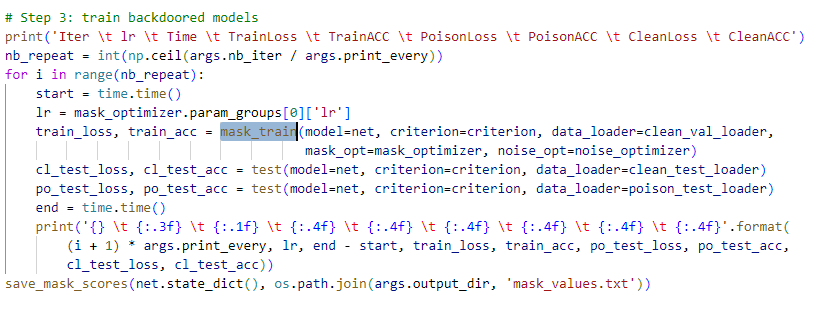 # Step 3: train backdoored models
print('Iter \t lr \t Time \t TrainLoss \t TrainACC \t PoisonLoss \t PoisonACC \t CleanLoss \t CleanACC')
nb_repeat = int(np.ceil(args.nb_iter / args.print_every))
for i in range(nb_repeat):
    start = time.time()
    lr = mask_optimizer.param_groups[0]['lr']
    train_loss, train_acc = mask_train(model=net, criterion=criterion, data_loader=clean_val_loader,
                                       mask_opt=mask_optimizer, noise_opt=noise_optimizer)
    cl_test_loss, cl_test_acc = test(model=net, criterion=criterion, data_loader=clean_test_loader)
    po_test_loss, po_test_acc = test(model=net, criterion=criterion, data_loader=poison_test_loader)
    end = time.time()
    print('{} \t {:.3f} \t {:.1f} \t {:.4f} \t {:.4f} \t {:.4f} \t {:.4f} \t {:.4f} \t {:.4f}'.format(
        (i + 1) * args.print_every, lr, end - start, train_loss, train_acc, po_test_loss, po_test_acc,
        cl_test_loss, cl_test_acc))
save_mask_scores(net.state_dict(), os.path.join(args.output_dir, 'mask_values.txt'))